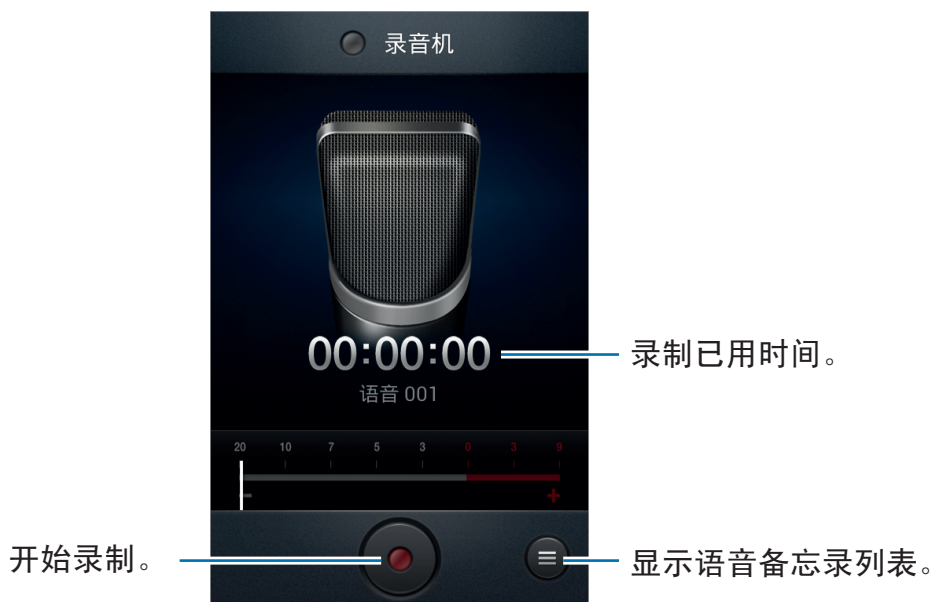 录音机
00:00:00
录制已用时间。
语音 001
20 10 7 5 3 0 3 9
- +
开始录制。
显示语音备忘录列表。